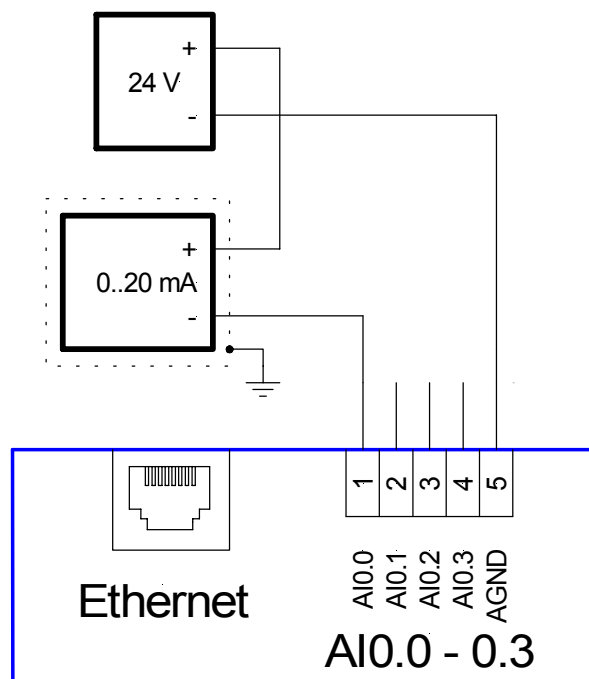 +
24 V
-
+
0..20 mA
-
1 2 3 4 5
AI0.0
AI0.1
AI0.2
AI0.3
AGND
Ethernet
AI0.0 - 0.3